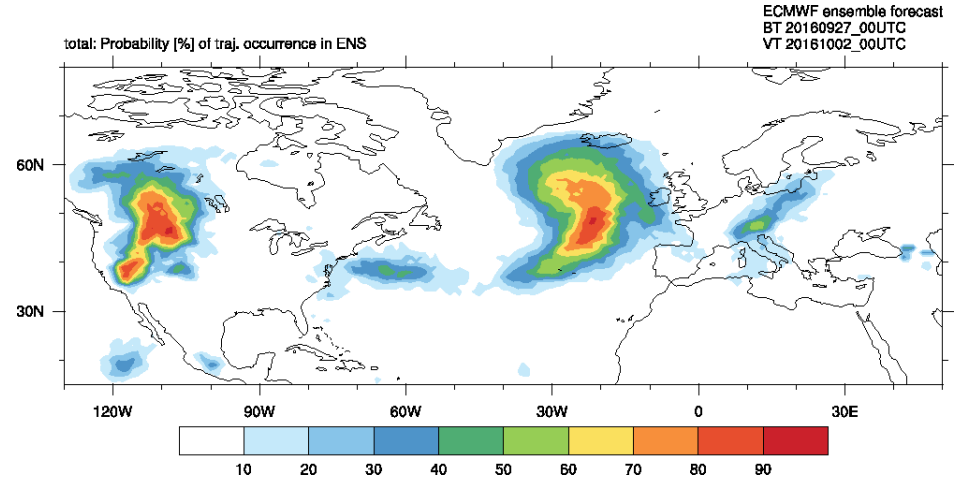 ECMWF ensemble forecast
BT 20160927_00UTC
total: Probability [%] of traj. occurrence in ENS
VT 20161002_00UTC
60N
30N
120W 90W 60W 30W 0 30E
10 20 30 40 50 60 70 80 90